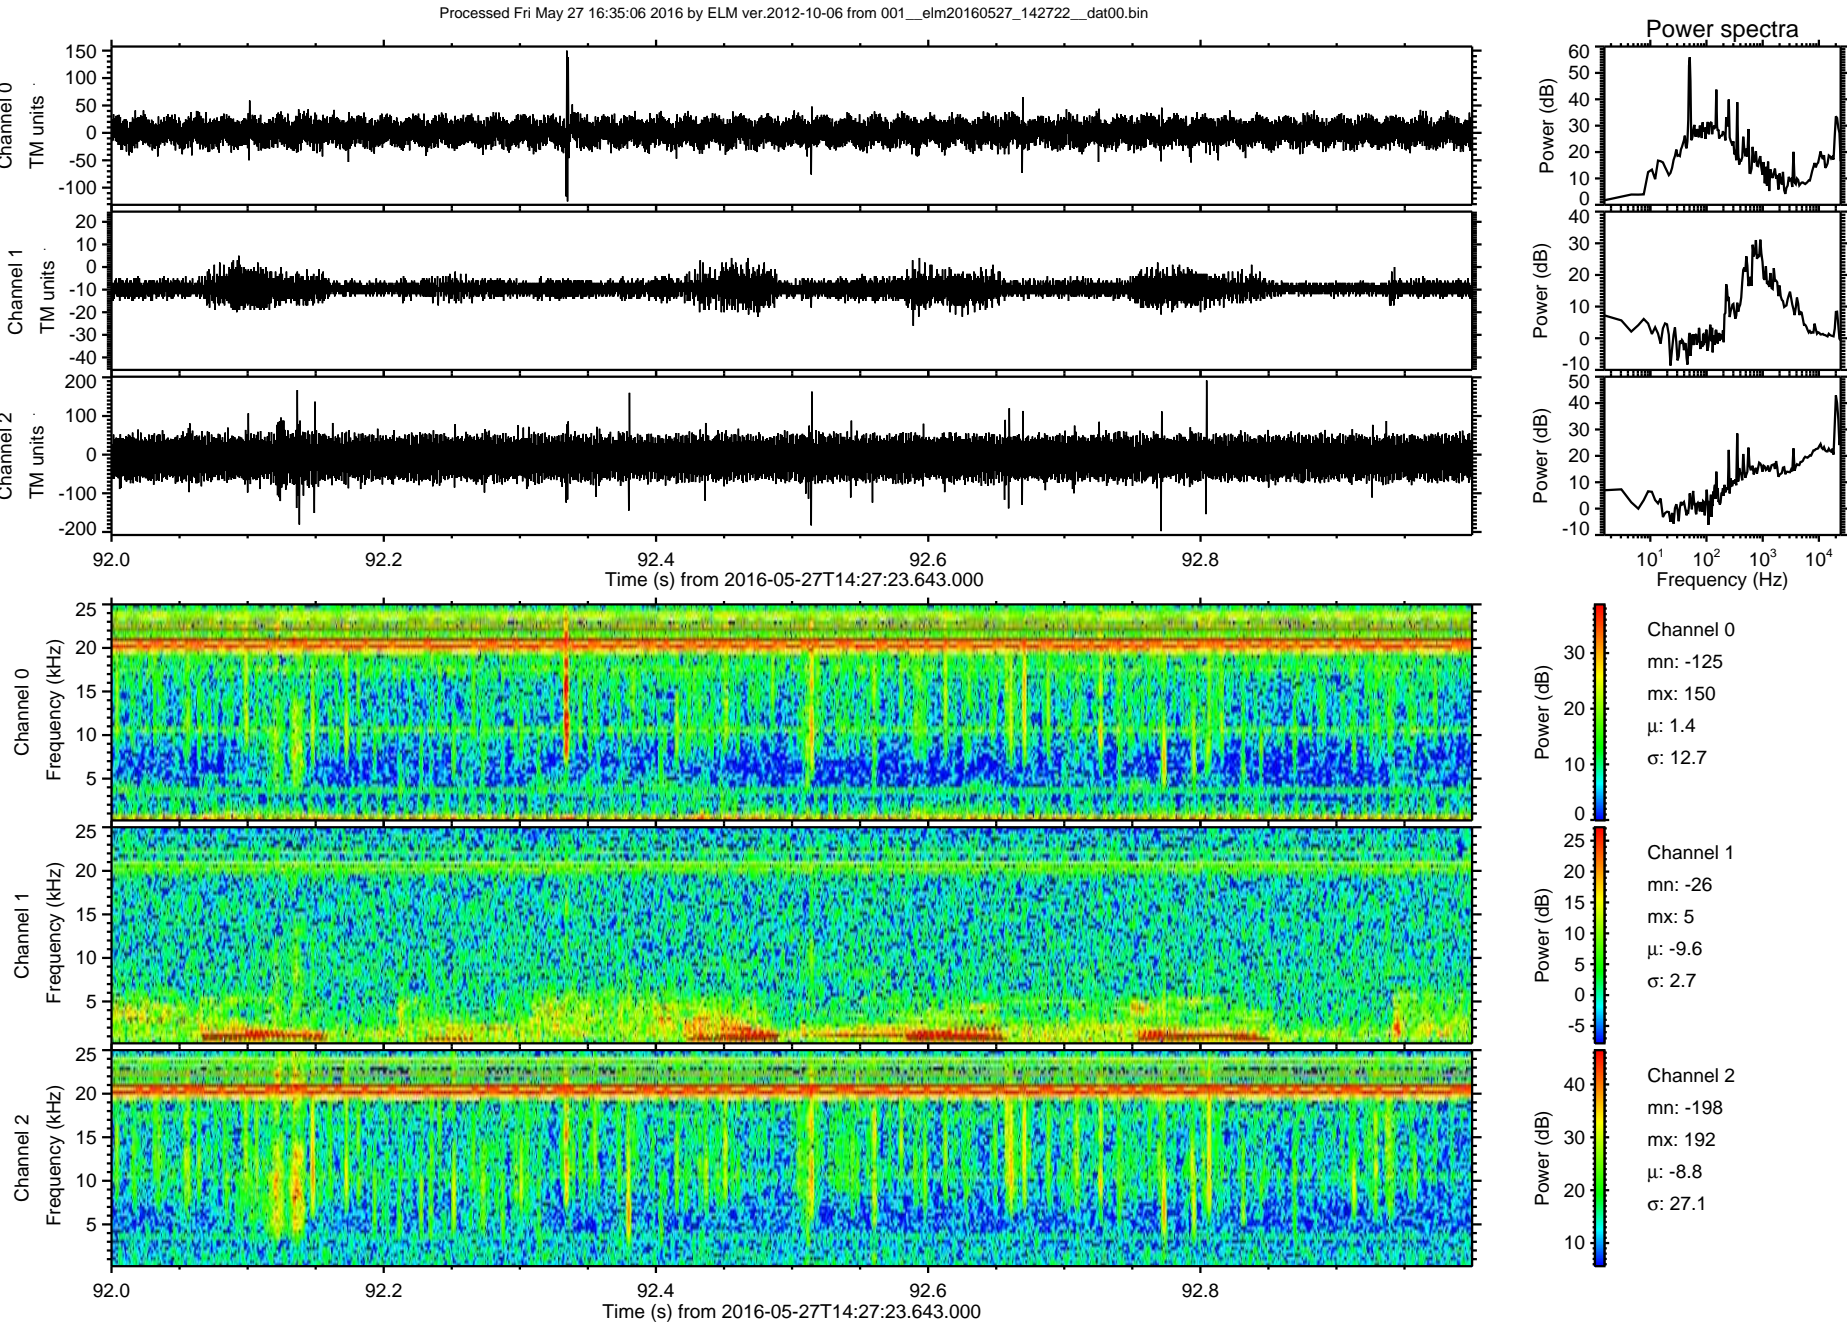 Processed Fri May 27 16:35:06 2016 by ELM ver.2012-10-06 from 001__elm20160527_142722__dat00.bin
Power spectra
Channel 0
TM units
150
100
50
0
-50
-100
Power (dB)
60
50
40
30
20
10
0
Channel 1
TM units
20
10
0
-10
-20
-30
-40
Power (dB)
40
30
20
10
0
-10
Channel 2
TM units
200
100
0
-100
-200
Power (dB)
50
40
30
20
10
0
-10
92.0 92.2 92.4 92.6 92.8
Time (s) from 2016-05-27T14:27:23.643.000
10¹ 10² 10³ 10⁴
Frequency (Hz)
Channel 0
Frequency (kHz)
25
20
15
10
5
Power (dB)
30
20
10
0
Channel 0
mn: -125
mx: 150
μ: 1.4
σ: 12.7
Channel 1
Frequency (kHz)
25
20
15
10
5
Power (dB)
25
20
15
10
5
0
-5
Channel 1
mn: -26
mx: 5
μ: -9.6
σ: 2.7
Channel 2
Frequency (kHz)
25
20
15
10
5
Power (dB)
40
30
20
10
Channel 2
mn: -198
mx: 192
μ: -8.8
σ: 27.1
92.0 92.2 92.4 92.6 92.8
Time (s) from 2016-05-27T14:27:23.643.000